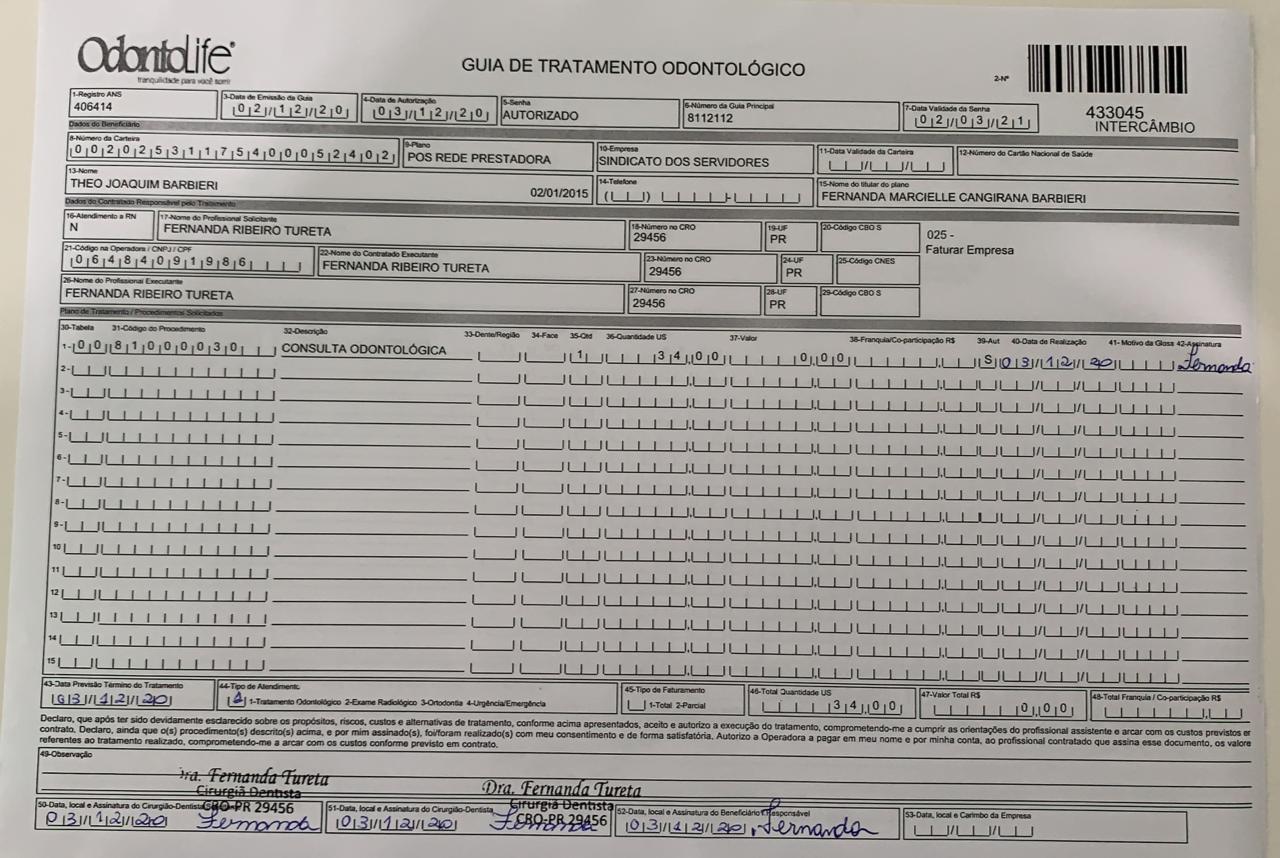 OdontoLife®
tranquilidade para você sorrir
GUIA DE TRATAMENTO ODONTOLÓGICO
2-Nº
433045
INTERCÂMBIO
1-Registro ANS
406414
3-Data de Emissão da Guia
02/12/20
4-Data de Autorização
03/12/20
5-Senha
AUTORIZADO
6-Número da Guia Principal
8112112
7-Data Validade da Senha
02/03/21
Dados do Beneficiário
8-Número da Carteira
00202531175400052402
9-Plano
POS REDE PRESTADORA
10-Empresa
SINDICATO DOS SERVIDORES
11-Data Validade da Carteira
12-Número do Cartão Nacional de Saúde
13-Nome
THEO JOAQUIM BARBIERI 02/01/2015
14-Telefone
15-Nome do titular do plano
FERNANDA MARCIELLE CANGIRANA BARBIERI
Dados do Contratado Responsável pelo Tratamento
16-Atendimento a RN
N
17-Nome do Profissional Solicitante
FERNANDA RIBEIRO TURETA
18-Número no CRO
29456
19-UF
PR
20-Código CBO S
025 -
Faturar Empresa
21-Código na Operadora / CNPJ / CPF
06484091986
22-Nome do Contratado Executante
FERNANDA RIBEIRO TURETA
23-Número no CRO
29456
24-UF
PR
25-Código CNES
26-Nome do Profissional Executante
FERNANDA RIBEIRO TURETA
27-Número no CRO
29456
28-UF
PR
29-Código CBO S
Plano de Tratamento / Procedimentos Solicitados
30-Tabela 31-Código do Procedimento 32-Descrição 33-Dente/Região 34-Face 35-Qtd 36-Quantidade US 37-Valor 38-Franquia/Co-participação R$ 39-Aut 40-Data de Realização 41- Motivo da Glosa 42-Assinatura
1- 00 81000030 CONSULTA ODONTOLÓGICA 1 34,00 0,00 S 03/12/20 Fernanda
2-
3-
4-
5-
6-
7-
8-
9-
10
11
12
13
14
15
43-Data Previsão Término do Tratamento
03/12/20
44-Tipo de Atendimento
1 1-Tratamento Odontológico 2-Exame Radiológico 3-Ortodontia 4-Urgência/Emergência
45-Tipo de Faturamento
1-Total 2-Parcial
46-Total Quantidade US
34,00
47-Valor Total R$
0,00
48-Total Franquia / Co-participação R$
Declaro, que após ter sido devidamente esclarecido sobre os propósitos, riscos, custos e alternativas de tratamento, conforme acima apresentados, aceito e autorizo a execução do tratamento, comprometendo-me a cumprir as orientações do profissional assistente e arcar com os custos previstos em
contrato. Declaro, ainda que o(s) procedimento(s) descrito(s) acima, e por mim assinado(s), foi/foram realizado(s) com meu consentimento e de forma satisfatória. Autorizo a Operadora a pagar em meu nome e por minha conta, ao profissional contratado que assina esse documento, os valores
referentes ao tratamento realizado, comprometendo-me a arcar com os custos conforme previsto em contrato.
49-Observação
Dra. Fernanda Tureta
Cirurgiã Dentista
CRO-PR 29456
Dra. Fernanda Tureta
Cirurgiã Dentista
CRO-PR 29456
50-Data, local e Assinatura do Cirurgião-Dentista
03/12/20 Fernanda
51-Data, local e Assinatura do Cirurgião-Dentista
03/12/20 Fernanda
52-Data, local e Assinatura do Beneficiário / Responsável
03/12/20 Fernanda
53-Data, local e Carimbo da Empresa